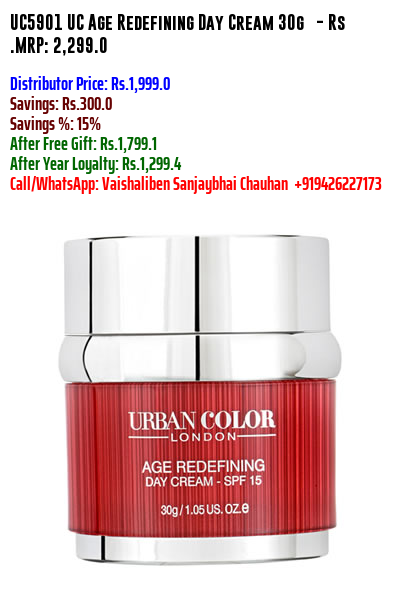 UC5901 UC Age Redefining Day Cream 30g - Rs
.MRP: 2,299.0
Distributor Price: Rs.1,999.0
Savings: Rs.300.0
Savings %: 15%
After Free Gift: Rs.1,799.1
After Year Loyalty: Rs.1,299.4
Call/WhatsApp: Vaishaliben Sanjaybhai Chauhan +919426227173
URBAN COLOR
LONDON
AGE REDEFINING
DAY CREAM - SPF 15
30g / 1.05 US. OZ.e